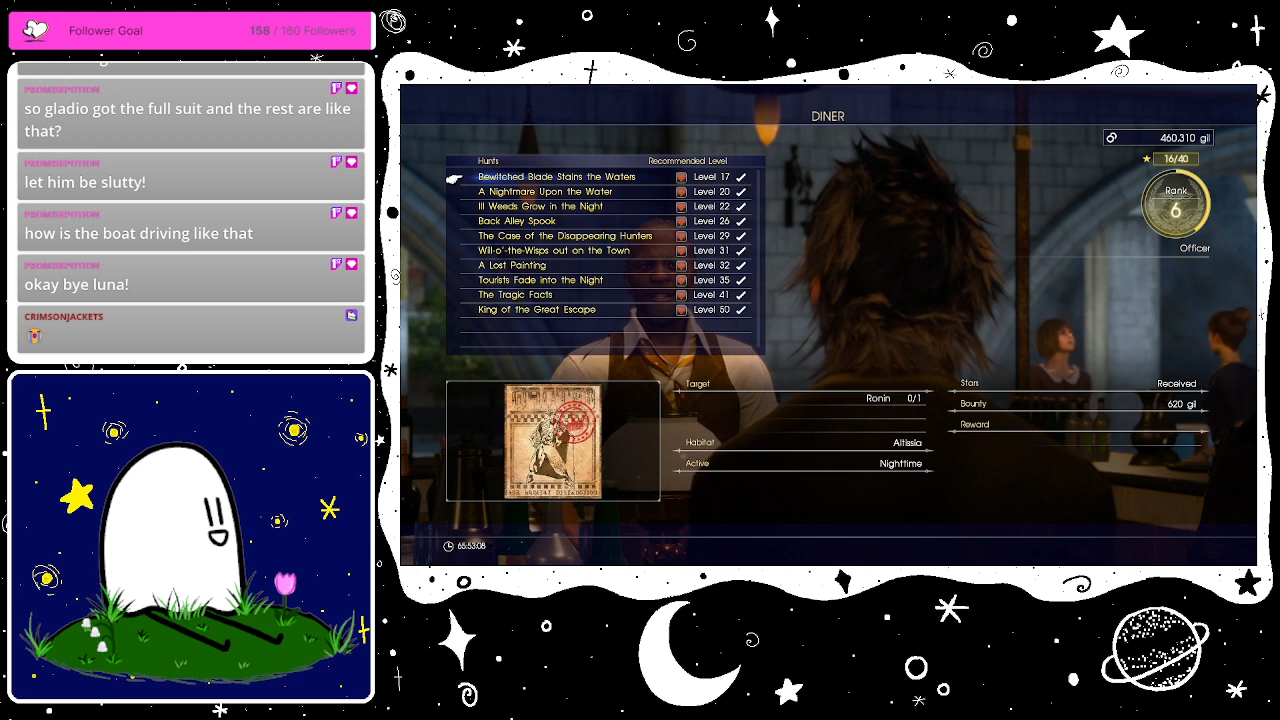 Follower Goal 158 / 160 Followers
PROMISEPOTION
so gladio got the full suit and the rest are like
that?
PROMISEPOTION
let him be slutty!
PROMISEPOTION
how is the boat driving like that
PROMISEPOTION
okay bye luna!
CRIMSONJACKETS
DINER
460,310 gil
16/40
Rank
6
Officer
Hunts Recommended Level
Bewitched Blade Stains the Waters Level 17
A Nightmare Upon the Water Level 20
Ill Weeds Grow in the Night Level 22
Back Alley Spook Level 26
The Case of the Disappearing Hunters Level 29
Will-o'-the-Wisps out on the Town Level 31
A Lost Painting Level 32
Tourists Fade into the Night Level 35
The Tragic Facts Level 41
King of the Great Escape Level 50
Target
Ronin 0/1
Habitat Altissia
Active Nighttime
Stars Received
Bounty 620 gil
Reward
65:53:08